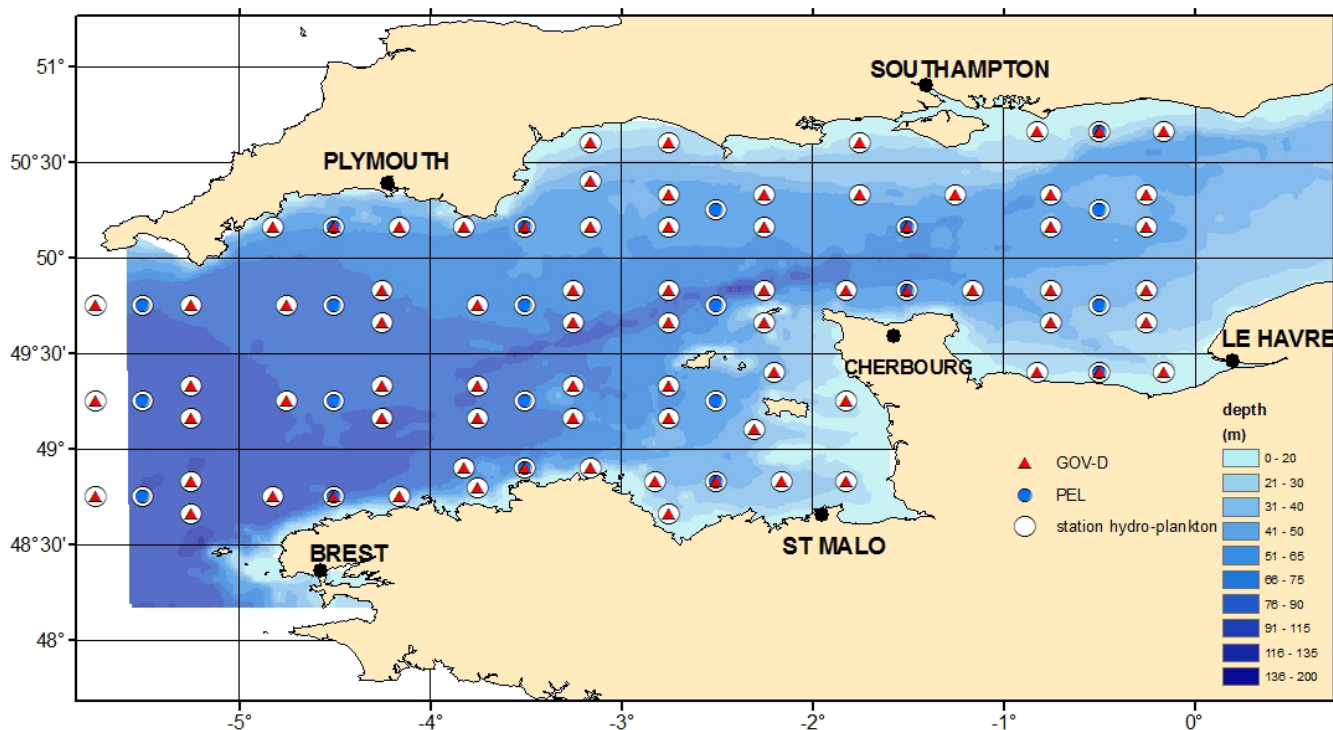 51°
50°30'
50°
49°30'
49°
48°30'
48°
SOUTHAMPTON
PLYMOUTH
CHERBOURG
LE HAVRE
ST MALO
BREST
GOV-D
PEL
station hydro-plankton
depth
(m)
0 - 20
21 - 30
31 - 40
41 - 50
51 - 65
66 - 75
76 - 90
91 - 115
116 - 135
136 - 200
-5°
-4°
-3°
-2°
-1°
0°